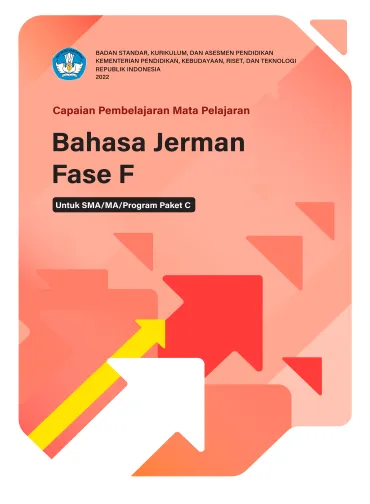 BADAN STANDAR, KURIKULUM, DAN ASESMEN PENDIDIKAN
KEMENTERIAN PENDIDIKAN, KEBUDAYAAN, RISET, DAN TEKNOLOGI
REPUBLIK INDONESIA
2022
Capaian Pembelajaran Mata Pelajaran
Bahasa Jerman
Fase F
Untuk SMA/MA/Program Paket C